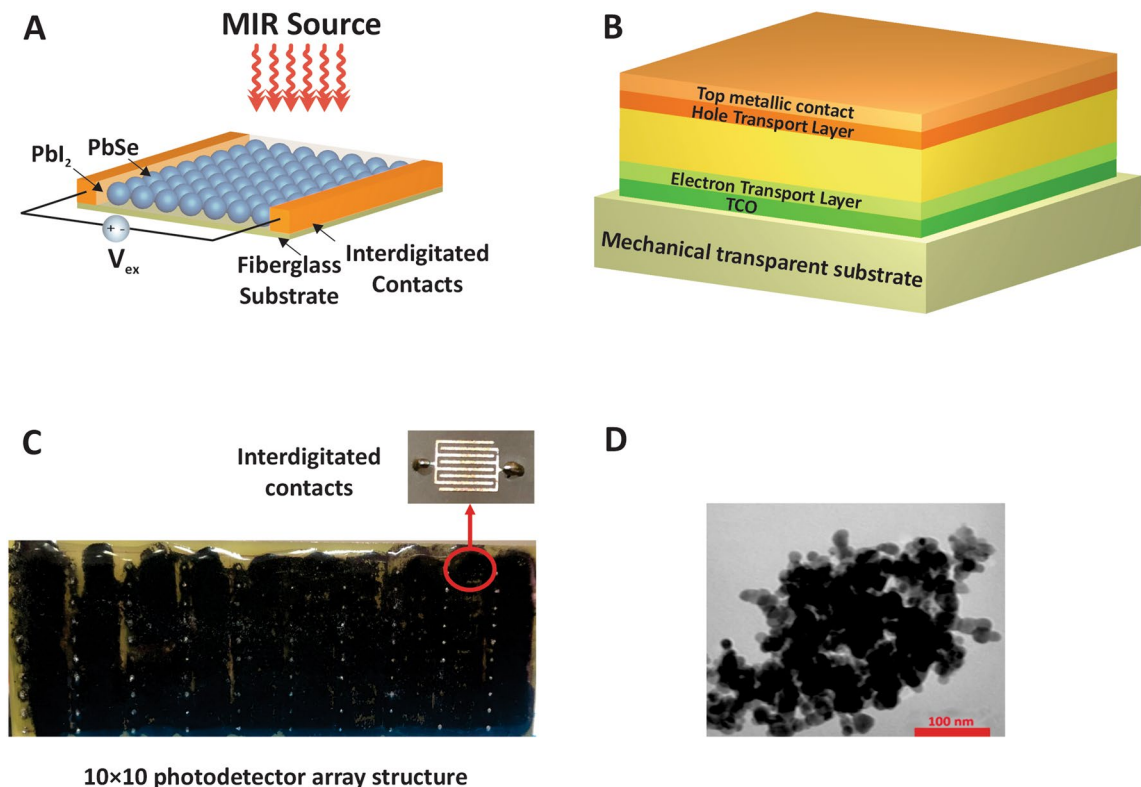 A
MIR Source
PbI₂
PbSe
+ -
Vₑₓ
Fiberglass
Substrate
Interdigitated
Contacts
B
Top metallic contact
Hole Transport Layer
Electron Transport Layer
TCO
Mechanical transparent substrate
C
Interdigitated
contacts
10×10 photodetector array structure
D
100 nm